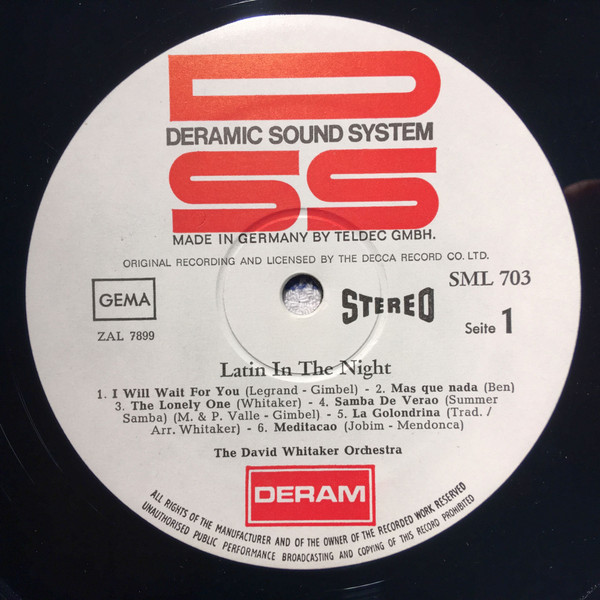 D
DERAMIC SOUND SYSTEM
SS
MADE IN GERMANY BY TELDEC GMBH.
ORIGINAL RECORDING AND LICENSED BY THE DECCA RECORD CO. LTD.
GEMA
ZAL 7899
STEREO
SML 703
Seite 1
Latin In The Night
1. I Will Wait For You (Legrand - Gimbel) - 2. Mas que nada (Ben)
3. The Lonely One (Whitaker) - 4. Samba De Verao (Summer
Samba) (M. & P. Valle - Gimbel) - 5. La Golondrina (Trad. /
Arr. Whitaker) - 6. Meditacao (Jobim - Mendonca)
The David Whitaker Orchestra
DERAM
ALL RIGHTS OF THE MANUFACTURER AND OF THE OWNER OF THE RECORDED WORK RESERVED
UNAUTHORISED PUBLIC PERFORMANCE BROADCASTING AND COPYING OF THIS RECORD PROHIBITED